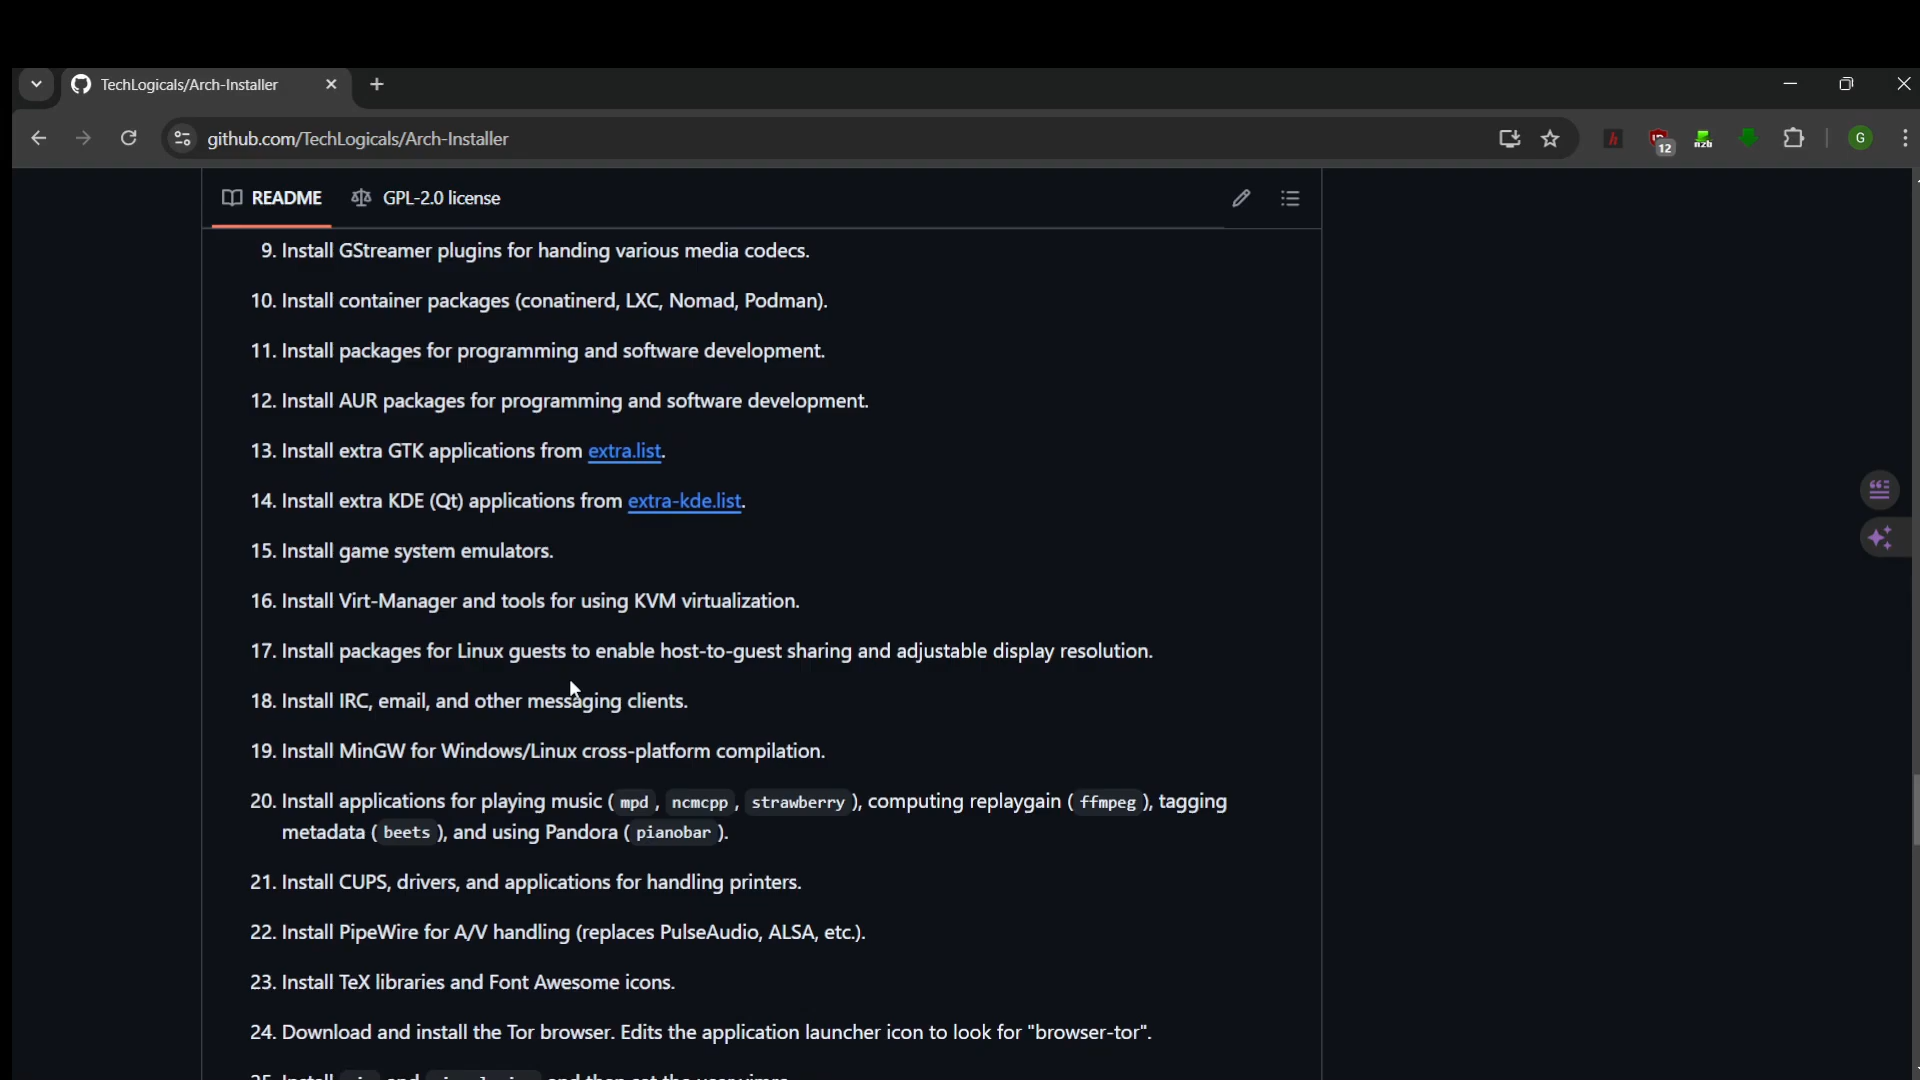 TechLogicals/Arch-Installer
github.com/TechLogicals/Arch-Installer
12
nzb
G
README
GPL-2.0 license
9. Install GStreamer plugins for handing various media codecs.
10. Install container packages (conatinerd, LXC, Nomad, Podman).
11. Install packages for programming and software development.
12. Install AUR packages for programming and software development.
13. Install extra GTK applications from extra.list.
14. Install extra KDE (Qt) applications from extra-kde.list.
15. Install game system emulators.
16. Install Virt-Manager and tools for using KVM virtualization.
17. Install packages for Linux guests to enable host-to-guest sharing and adjustable display resolution.
18. Install IRC, email, and other messaging clients.
19. Install MinGW for Windows/Linux cross-platform compilation.
20. Install applications for playing music ( mpd , ncmcpp , strawberry ), computing replaygain ( ffmpeg ), tagging
metadata ( beets ), and using Pandora ( pianobar ).
21. Install CUPS, drivers, and applications for handling printers.
22. Install PipeWire for A/V handling (replaces PulseAudio, ALSA, etc.).
23. Install TeX libraries and Font Awesome icons.
24. Download and install the Tor browser. Edits the application launcher icon to look for "browser-tor".